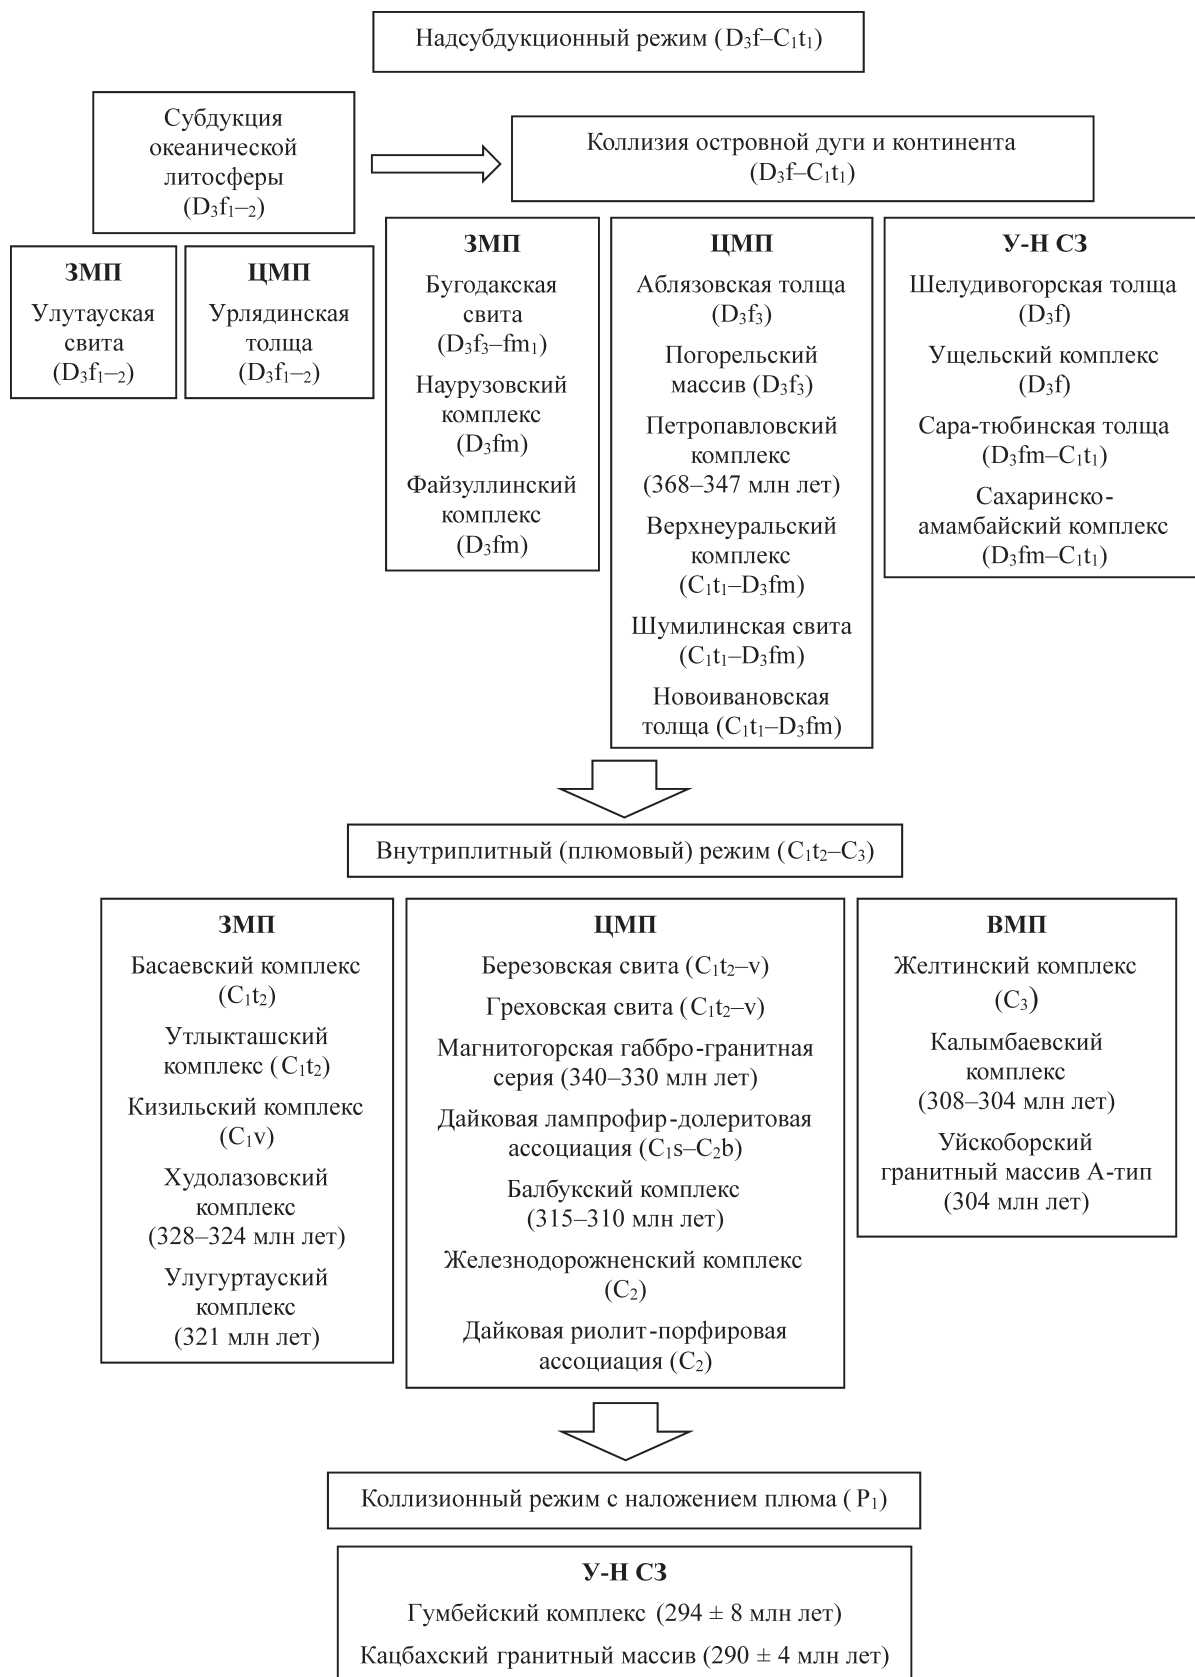 Надсубдукционный режим (D₃f–C₁t₁)
Субдукция
океанической
литосферы
(D₃f₁₋₂)
Коллизия островной дуги и континента
(D₃f–C₁t₁)
ЗМП
Улутауская
свита
(D₃f₁₋₂)
ЦМП
Урлядинская
толща
(D₃f₁₋₂)
ЗМП
Бугодакская
свита
(D₃f₃–fm₁)
Наурузовский
комплекс
(D₃fm)
Файзуллинский
комплекс
(D₃fm)
ЦМП
Аблязовская толща
(D₃f₃)
Погорельский
массив (D₃f₃)
Петропавловский
комплекс
(368–347 млн лет)
Верхнеуральский
комплекс
(C₁t₁–D₃fm)
Шумилинская свита
(C₁t₁–D₃fm)
Новоивановская
толща (C₁t₁–D₃fm)
У-Н СЗ
Шелудивогорская толща
(D₃f)
Ущельский комплекс
(D₃f)
Сара-тюбинская толща
(D₃fm–C₁t₁)
Сахаринско-
амамбайский комплекс
(D₃fm–C₁t₁)
Внутриплитный (плюмовый) режим (C₁t₂–C₃)
ЗМП
Басаевский комплекс
(C₁t₂)
Утлыкташский
комплекс (C₁t₂)
Кизильский комплекс
(C₁v)
Худолазовский
комплекс
(328–324 млн лет)
Улугуртауский
комплекс
(321 млн лет)
ЦМП
Березовская свита (C₁t₂–v)
Греховская свита (C₁t₂–v)
Магнитогорская габбро-гранитная
серия (340–330 млн лет)
Дайковая лампрофир-долеритовая
ассоциация (C₁s–C₂b)
Балбукский комплекс
(315–310 млн лет)
Железнодорожненский комплекс
(C₂)
Дайковая риолит-порфировая
ассоциация (C₂)
ВМП
Желтинский комплекс
(C₃)
Калымбаевский
комплекс
(308–304 млн лет)
Уйскоборский
гранитный массив А-тип
(304 млн лет)
Коллизионный режим с наложением плюма (P₁)
У-Н СЗ
Гумбейский комплекс (294 ± 8 млн лет)
Кацбахский гранитный массив (290 ± 4 млн лет)